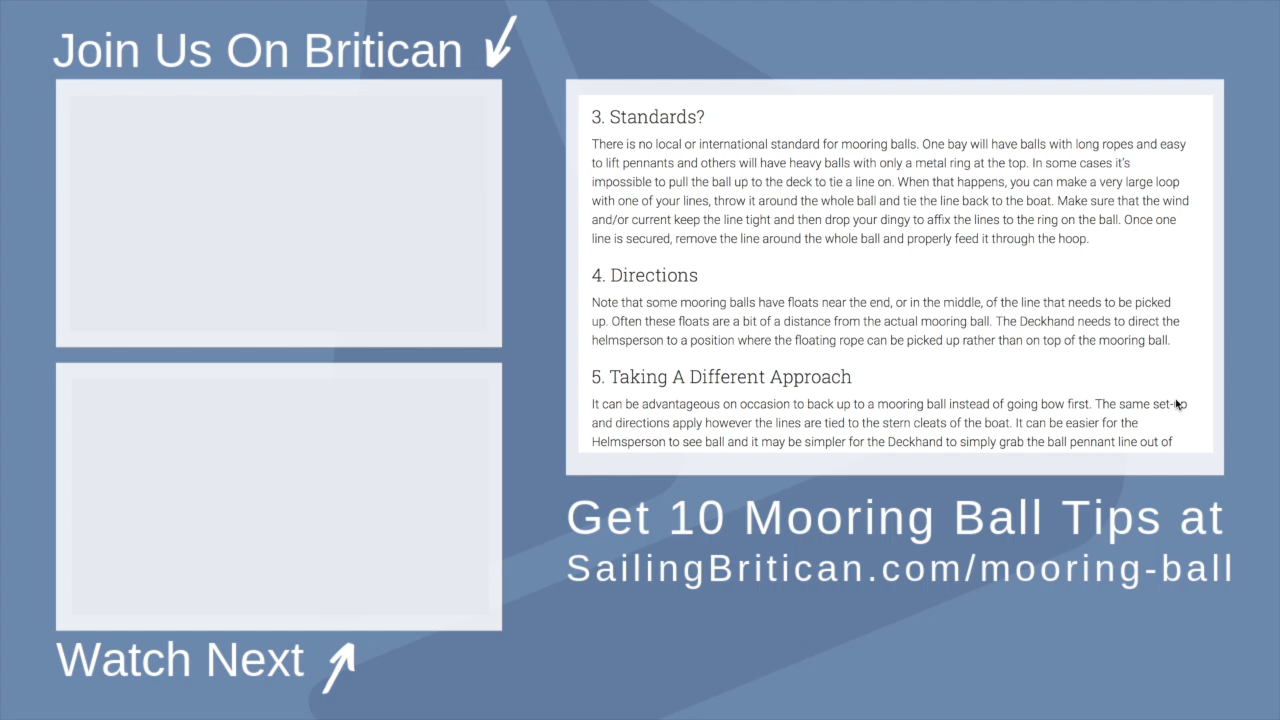 Join Us On Britican
3. Standards?
There is no local or international standard for mooring balls. One bay will have balls with long ropes and easy
to lift pennants and others will have heavy balls with only a metal ring at the top. In some cases it's
impossible to pull the ball up to the deck to tie a line on. When that happens, you can make a very large loop
with one of your lines, throw it around the whole ball and tie the line back to the boat. Make sure that the wind
and/or current keep the line tight and then drop your dingy to affix the lines to the ring on the ball. Once one
line is secured, remove the line around the whole ball and properly feed it through the hoop.
4. Directions
Note that some mooring balls have floats near the end, or in the middle, of the line that needs to be picked
up. Often these floats are a bit of a distance from the actual mooring ball. The Deckhand needs to direct the
helmsperson to a position where the floating rope can be picked up rather than on top of the mooring ball.
5. Taking A Different Approach
It can be advantageous on occasion to back up to a mooring ball instead of going bow first. The same set-up
and directions apply however the lines are tied to the stern cleats of the boat. It can be easier for the
Helmsperson to see ball and it may be simpler for the Deckhand to simply grab the ball pennant line out of
Get 10 Mooring Ball Tips at
SailingBritican.com/mooring-ball
Watch Next